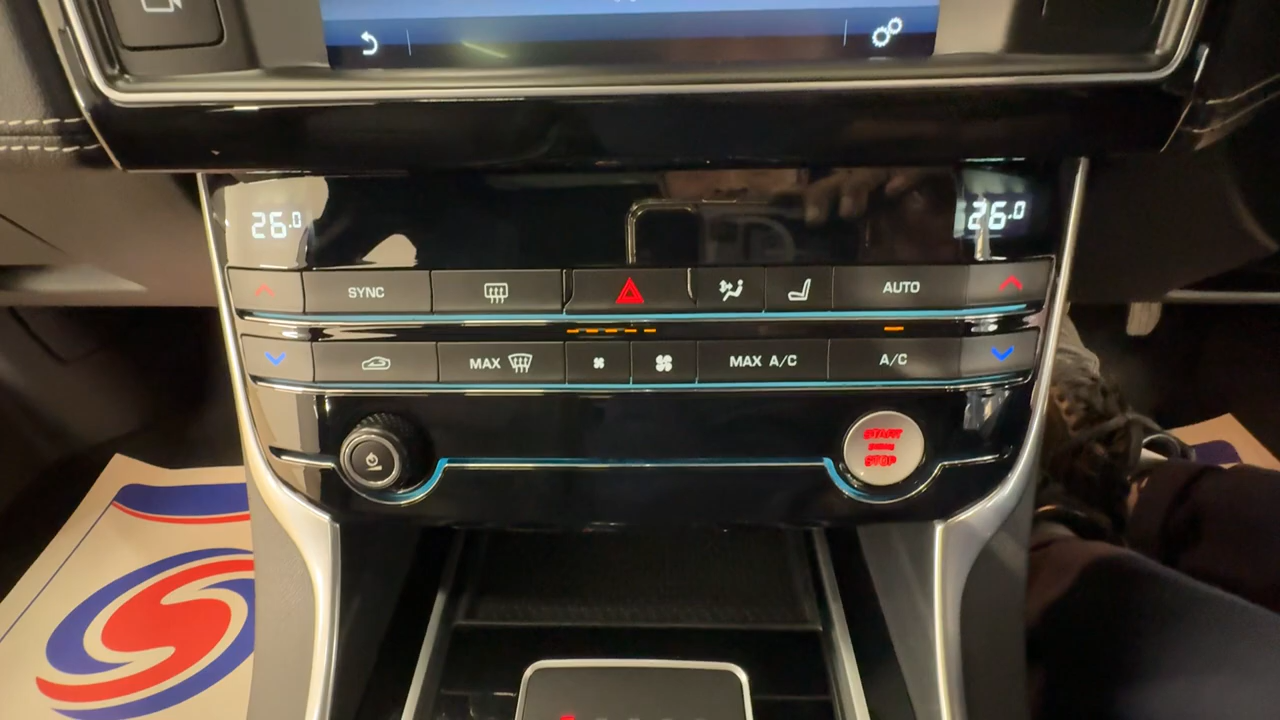 26.0 26.0
SYNC AUTO
MAX MAX A/C A/C
START
STOP